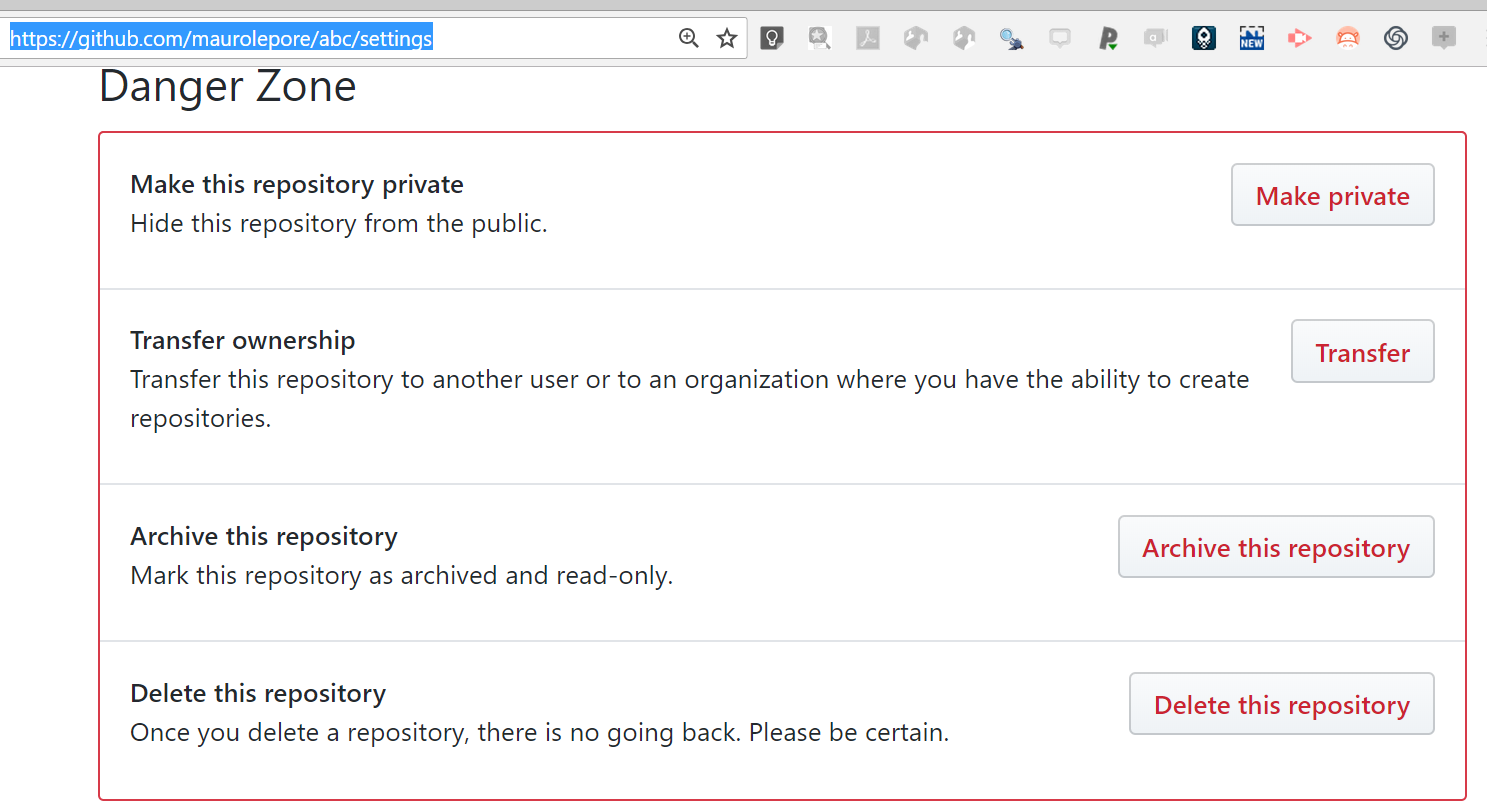 https://github.com/maurolepore/abc/settings
NEW
Danger Zone
Make this repository private
Hide this repository from the public.
Make private
Transfer ownership
Transfer this repository to another user or to an organization where you have the ability to create
repositories.
Transfer
Archive this repository
Mark this repository as archived and read-only.
Archive this repository
Delete this repository
Once you delete a repository, there is no going back. Please be certain.
Delete this repository